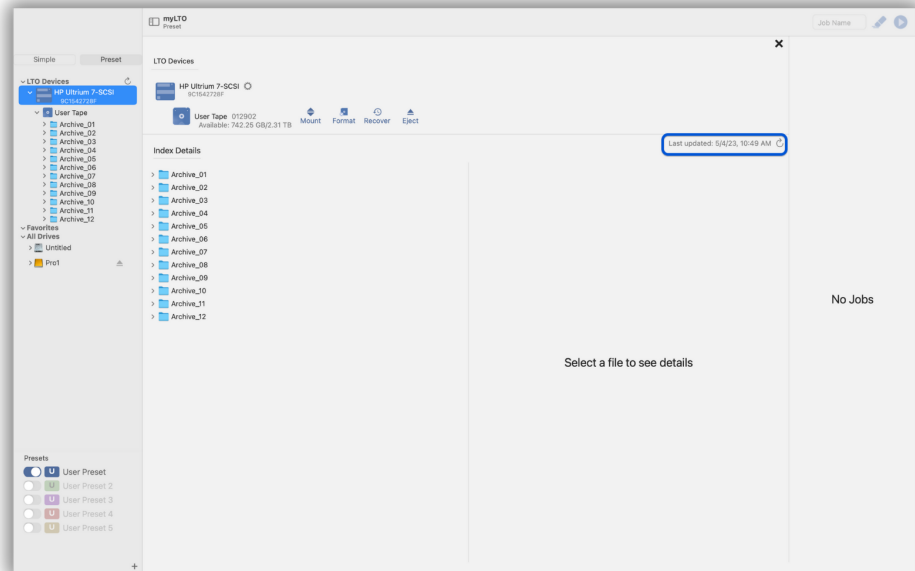 myLTO
Preset
Job Name
Simple
Preset
LTO Devices
HP Ultrium 7-SCSI
9C1542728F
User Tape
Archive_01
Archive_02
Archive_03
Archive_04
Archive_05
Archive_06
Archive_07
Archive_08
Archive_09
Archive_10
Archive_11
Archive_12
Favorites
All Drives
Untitled
Pro1
Presets
U User Preset
U User Preset 2
U User Preset 3
U User Preset 4
U User Preset 5
+
LTO Devices
HP Ultrium 7-SCSI
9C1542728F
User Tape 012902
Available: 742.25 GB/2.31 TB
Mount
Format
Recover
Eject
Index Details
Last updated: 5/4/23, 10:49 AM
Archive_01
Archive_02
Archive_03
Archive_04
Archive_05
Archive_06
Archive_07
Archive_08
Archive_09
Archive_10
Archive_11
Archive_12
Select a file to see details
No Jobs